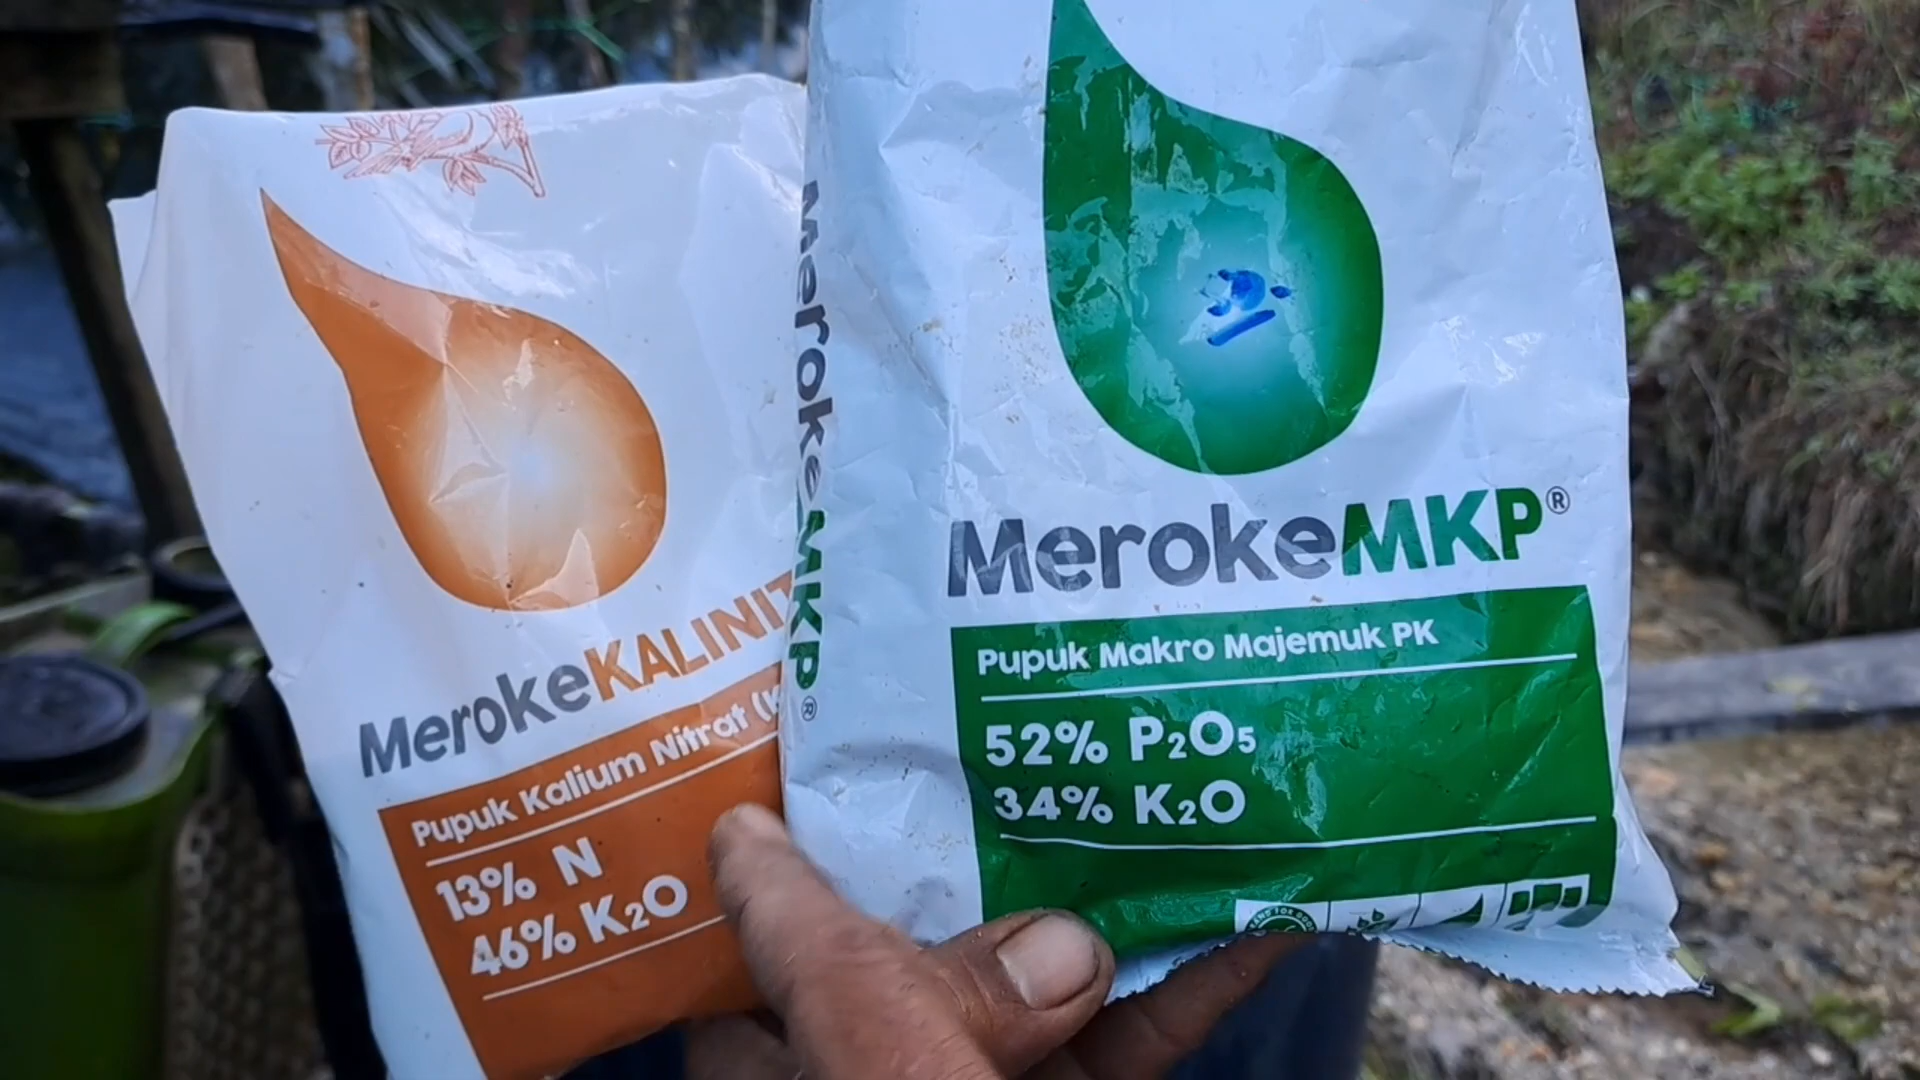 MerokeKALINIT
Pupuk Kalium Nitrat (K
13% N
46% K2O
MerokeMKP®
MerokeMKP®
Pupuk Makro Majemuk PK
52% P2O5
34% K2O